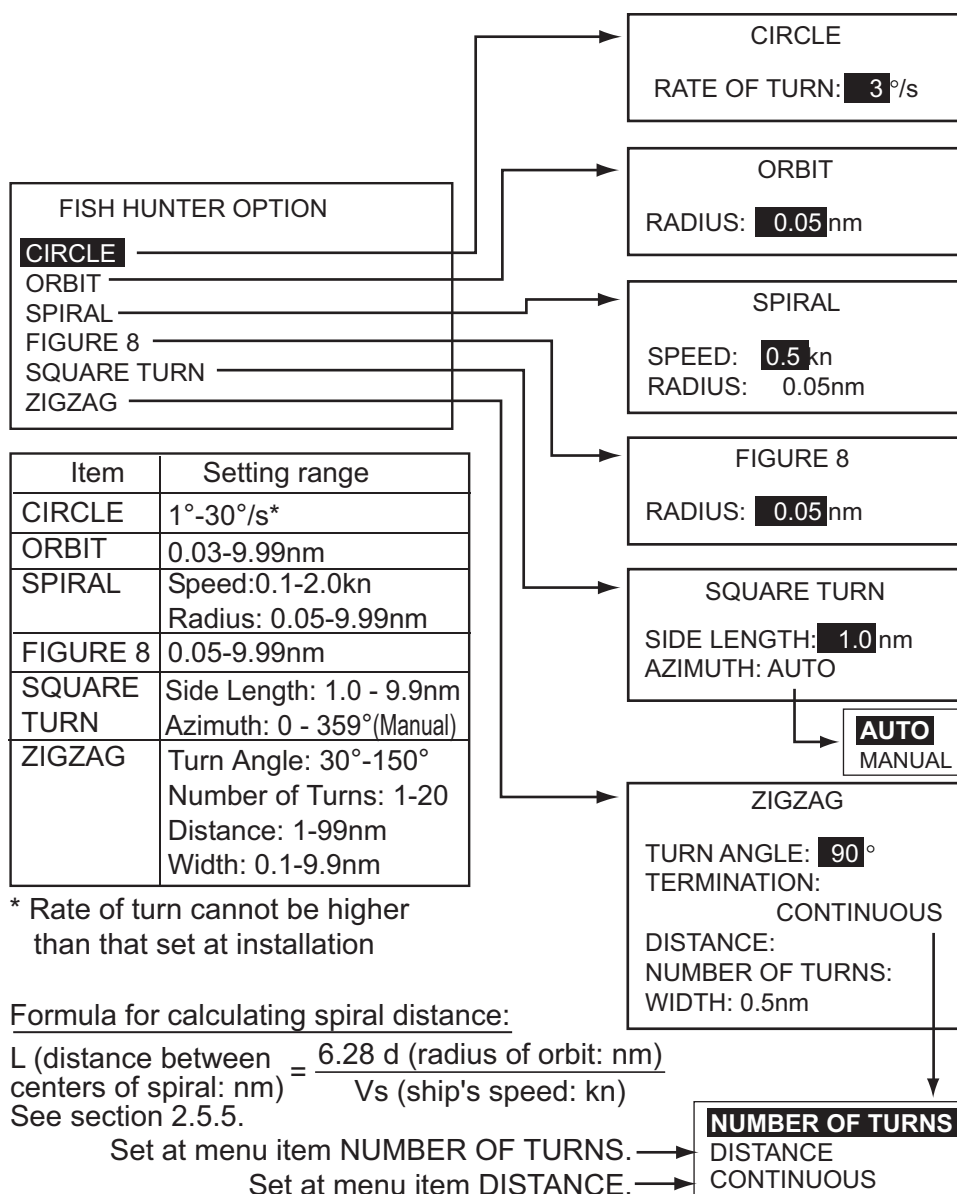 CIRCLE
RATE OF TURN: 3 °/s
ORBIT
RADIUS: 0.05 nm
SPIRAL
SPEED: 0.5 kn
RADIUS: 0.05nm
FIGURE 8
RADIUS: 0.05 nm
SQUARE TURN
SIDE LENGTH: 1.0 nm
AZIMUTH: AUTO
AUTO
MANUAL
ZIGZAG
TURN ANGLE: 90 °
TERMINATION:
CONTINUOUS
DISTANCE:
NUMBER OF TURNS:
WIDTH: 0.5nm
NUMBER OF TURNS
DISTANCE
CONTINUOUS
FISH HUNTER OPTION
CIRCLE
ORBIT
SPIRAL
FIGURE 8
SQUARE TURN
ZIGZAG
Item Setting range
CIRCLE 1°-30°/s*
ORBIT 0.03-9.99nm
SPIRAL Speed:0.1-2.0kn
Radius: 0.05-9.99nm
FIGURE 8 0.05-9.99nm
SQUARE Side Length: 1.0 - 9.9nm
TURN Azimuth: 0 - 359°(Manual)
ZIGZAG Turn Angle: 30°-150°
Number of Turns: 1-20
Distance: 1-99nm
Width: 0.1-9.9nm
* Rate of turn cannot be higher
than that set at installation
Formula for calculating spiral distance:
L (distance between
centers of spiral: nm) = 6.28 d (radius of orbit: nm)
Vs (ship's speed: kn)
See section 2.5.5.
Set at menu item NUMBER OF TURNS.
Set at menu item DISTANCE.